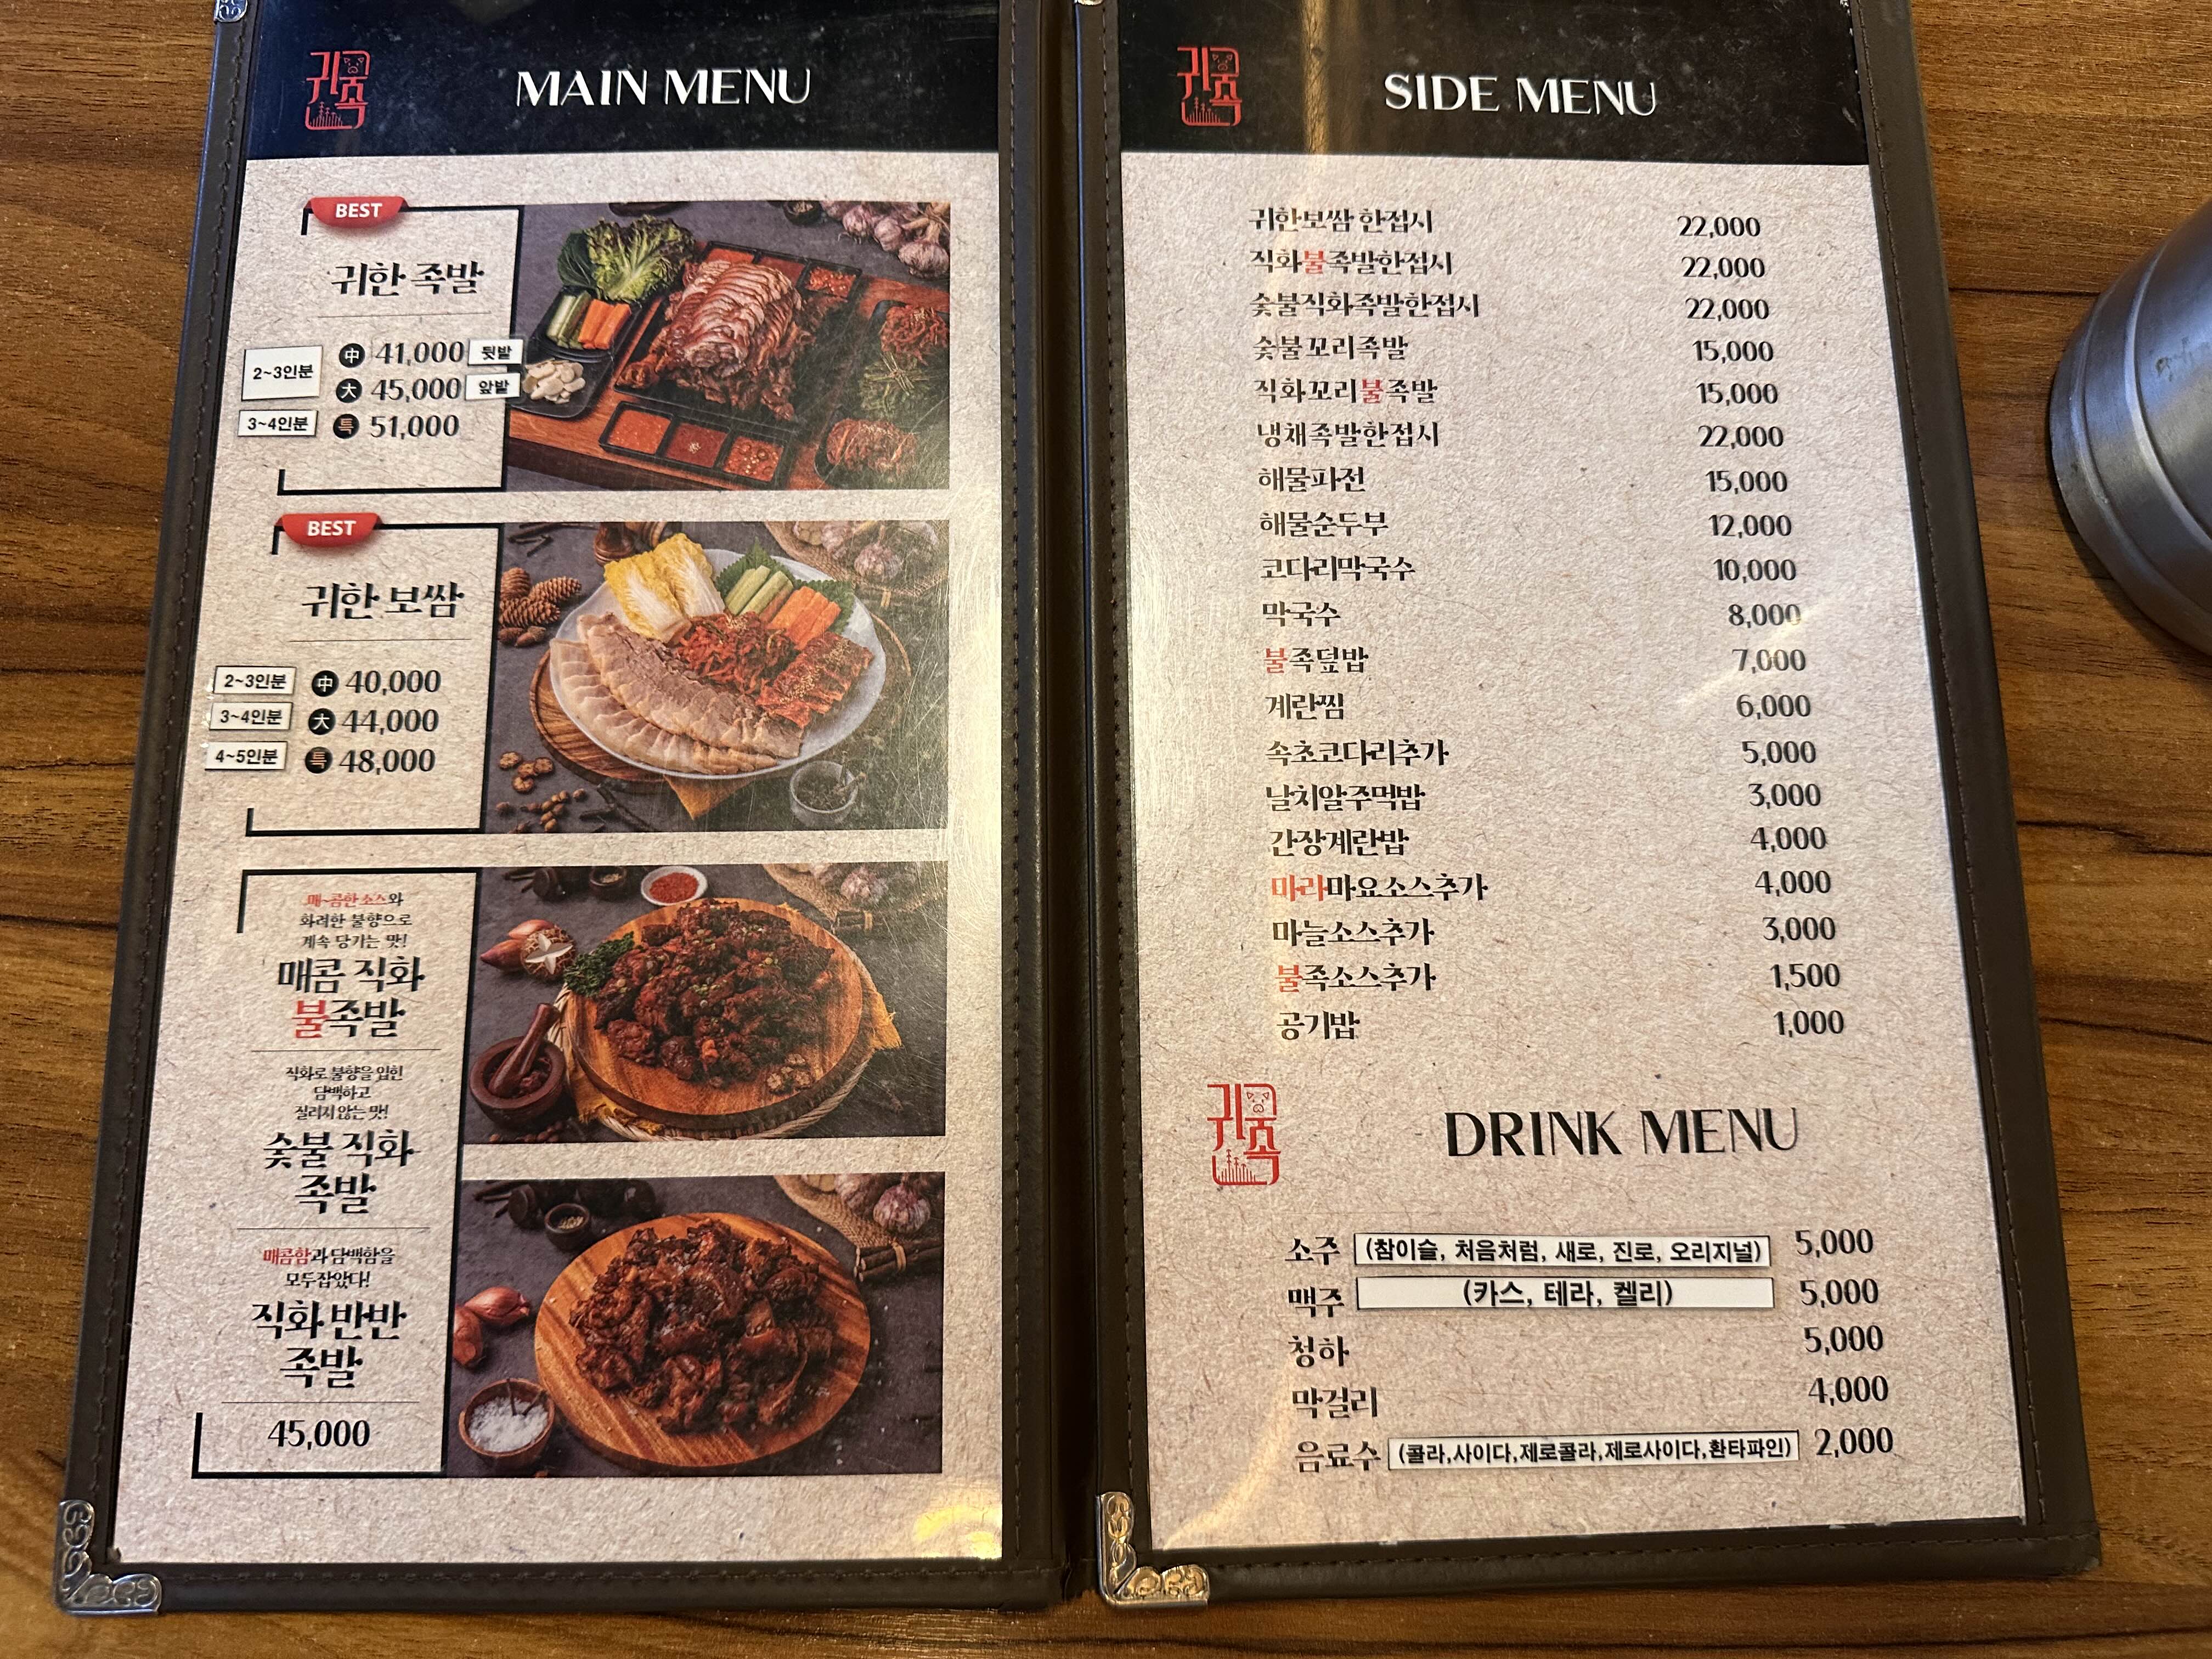 귀한족
MAIN MENU
BEST
귀한 족발
2~3인분
中 41,000 뒷발
大 45,000 앞발
3~4인분 특 51,000
BEST
귀한 보쌈
2~3인분 中 40,000
3~4인분 大 44,000
4~5인분 특 48,000
매~콤한 소스와
화려한 불향으로
계속 당기는 맛!
매콤 직화
불족발
직화로 불향을 입힌
담백하고
질리지 않는 맛!
숯불 직화
족발
매콤함과 담백함을
모두잡았다!
직화 반반
족발
45,000
귀한족
SIDE MENU
귀한보쌈 한접시 22,000
직화불족발한접시 22,000
숯불직화족발한접시 22,000
숯불꼬리족발 15,000
직화꼬리불족발 15,000
냉채족발한접시 22,000
해물파전 15,000
해물순두부 12,000
코다리막국수 10,000
막국수 8,000
불족덮밥 7,000
계란찜 6,000
속초코다리추가 5,000
날치알주먹밥 3,000
간장계란밥 4,000
마라마요소스추가 4,000
마늘소스추가 3,000
불족소스추가 1,500
공기밥 1,000
귀한족
DRINK MENU
소주 (참이슬, 처음처럼, 새로, 진로, 오리지널) 5,000
맥주 (카스, 테라, 켈리) 5,000
청하 5,000
막걸리 4,000
음료수 (콜라,사이다,제로콜라,제로사이다,환타파인) 2,000